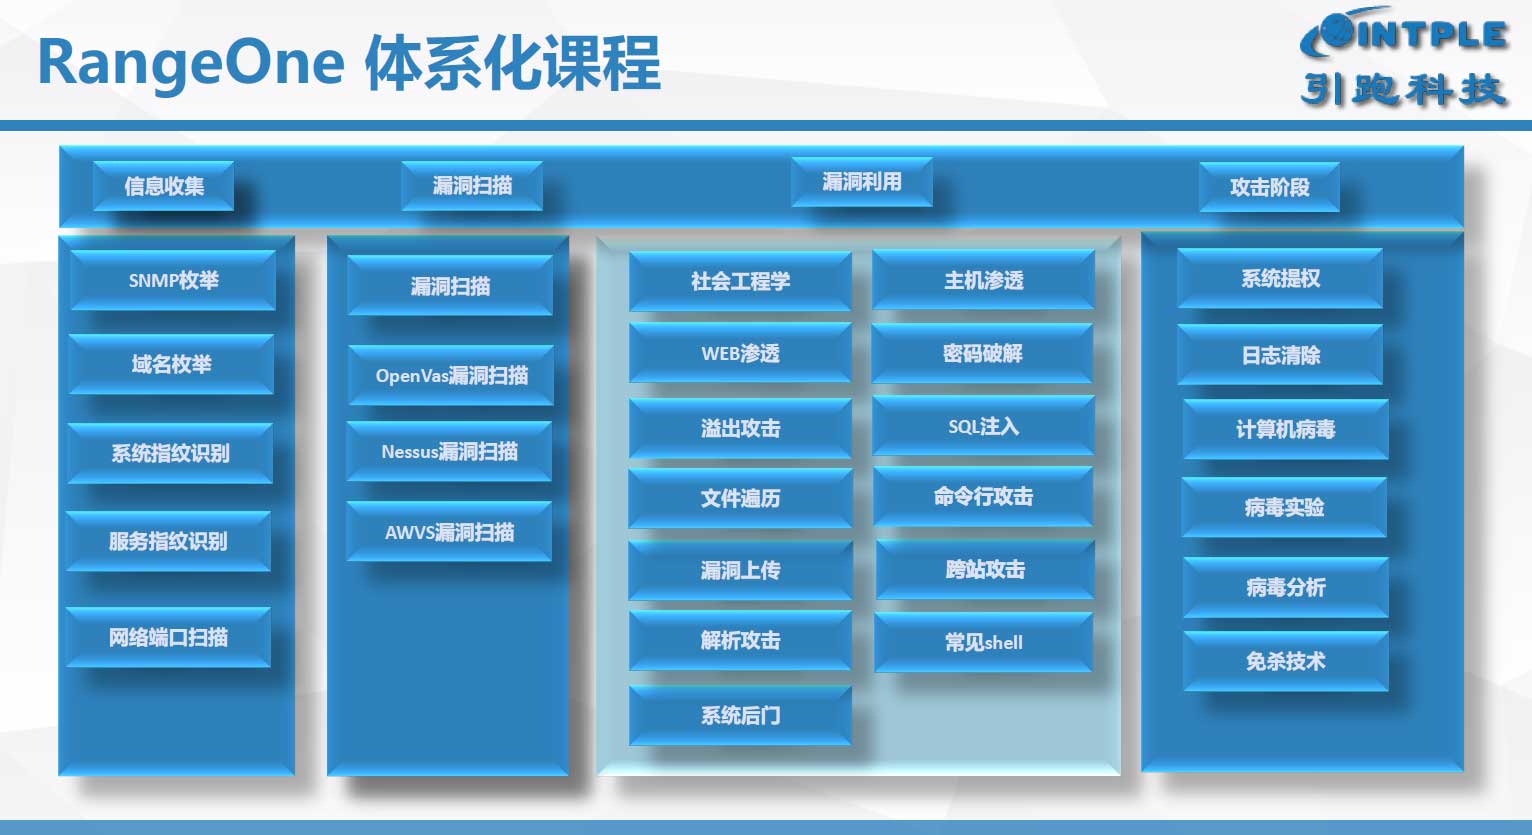 RangeOne 体系化课程
INTPLE
引跑科技
信息收集
漏洞扫描
漏洞利用
攻击阶段
SNMP枚举
域名枚举
系统指纹识别
服务指纹识别
网络端口扫描
漏洞扫描
OpenVas漏洞扫描
Nessus漏洞扫描
AWVS漏洞扫描
社会工程学
主机渗透
WEB渗透
密码破解
溢出攻击
SQL注入
文件遍历
命令行攻击
漏洞上传
跨站攻击
解析攻击
常见shell
系统后门
系统提权
日志清除
计算机病毒
病毒实验
病毒分析
免杀技术